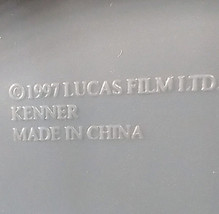 ©1997 LUCAS FILM LTD.
KENNER
MADE IN CHINA